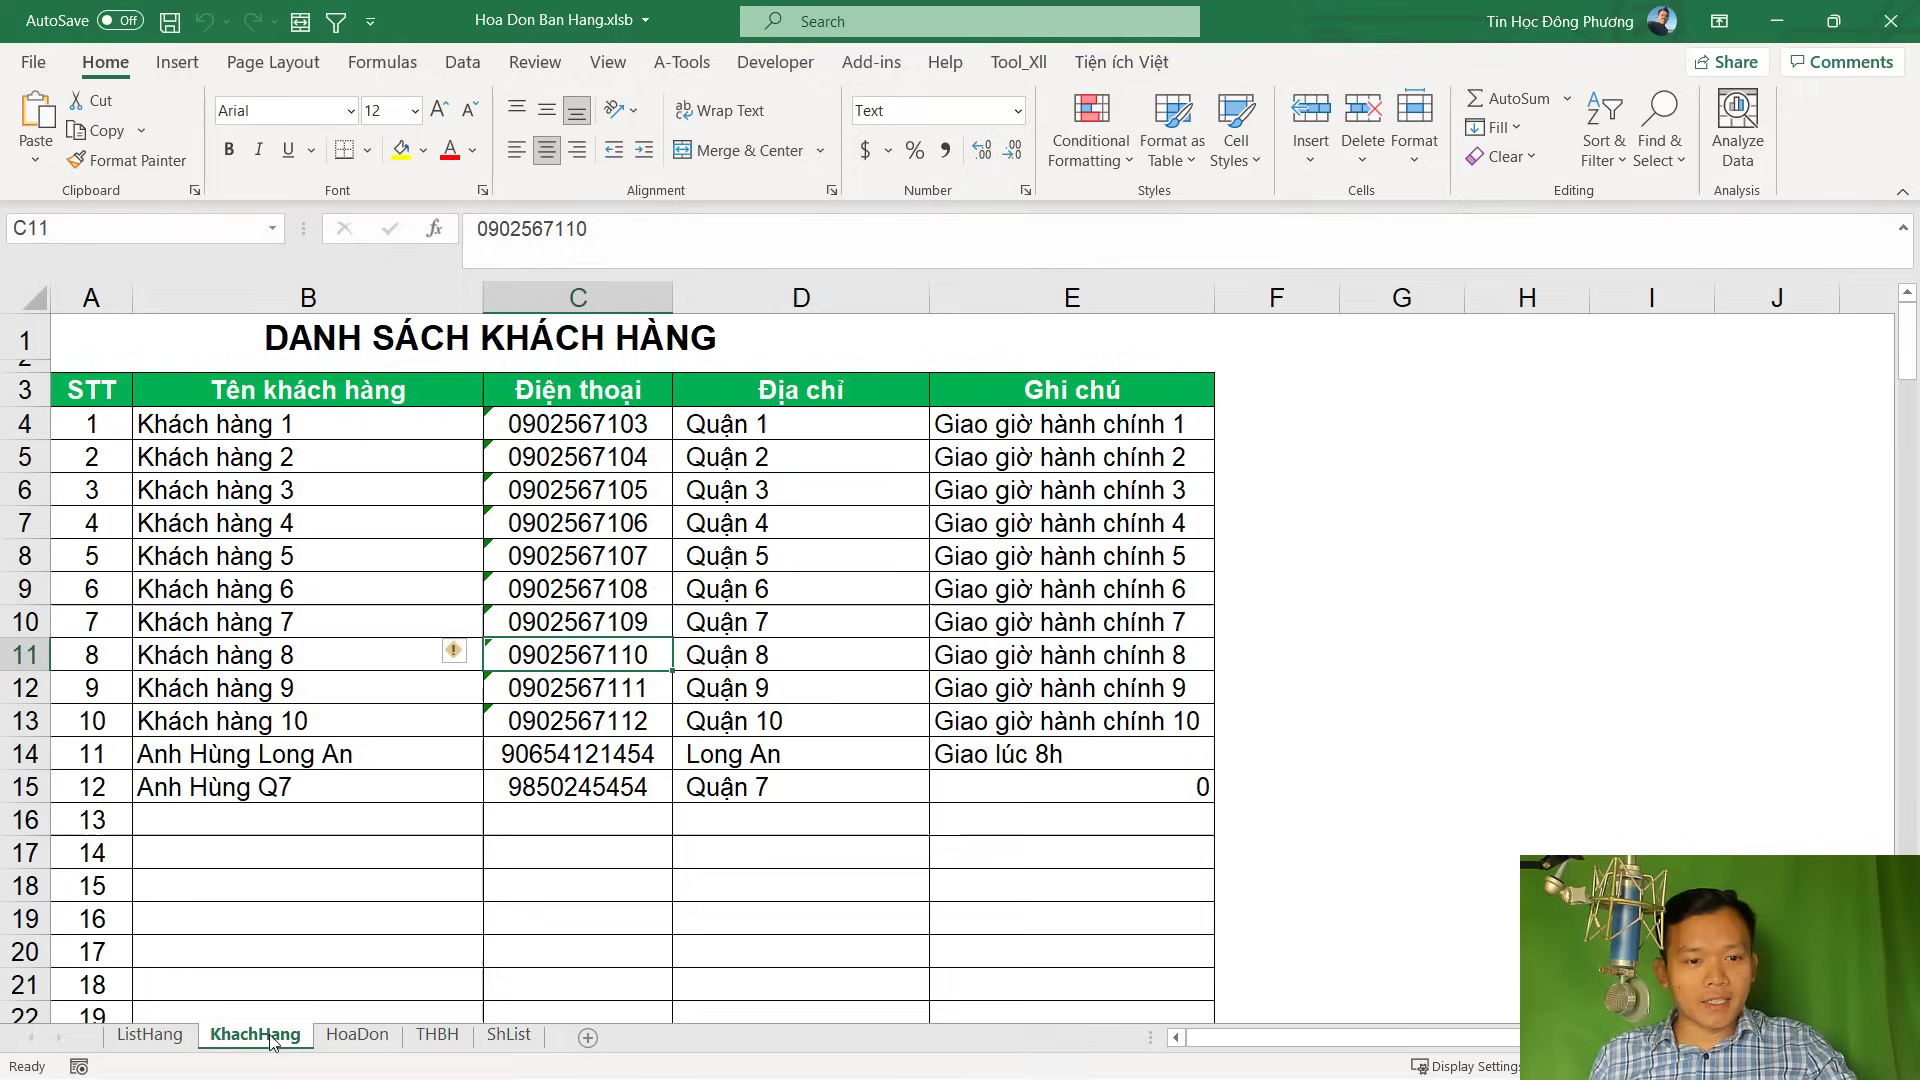 AutoSave Off Hoa Don Ban Hang.xlsb Search Tin Học Đông Phương
File Home Insert Page Layout Formulas Data Review View A-Tools Developer Add-ins Help Tool_Xll Tiện ích Việt Share Comments
Paste Cut Copy Format Painter Clipboard
Arial 12 B I U A Font
ab Wrap Text Merge & Center Alignment
Text $ % Number
Conditional Formatting Format as Table Cell Styles Styles
Insert Delete Format Cells
AutoSum Fill Clear Sort & Filter Find & Select Editing
Analyze Data Analysis
C11 fx 0902567110
A B C D E F G H I J
1 DANH SÁCH KHÁCH HÀNG
2
3 STT Tên khách hàng Điện thoại Địa chỉ Ghi chú
4 1 Khách hàng 1 0902567103 Quận 1 Giao giờ hành chính 1
5 2 Khách hàng 2 0902567104 Quận 2 Giao giờ hành chính 2
6 3 Khách hàng 3 0902567105 Quận 3 Giao giờ hành chính 3
7 4 Khách hàng 4 0902567106 Quận 4 Giao giờ hành chính 4
8 5 Khách hàng 5 0902567107 Quận 5 Giao giờ hành chính 5
9 6 Khách hàng 6 0902567108 Quận 6 Giao giờ hành chính 6
10 7 Khách hàng 7 0902567109 Quận 7 Giao giờ hành chính 7
11 8 Khách hàng 8 0902567110 Quận 8 Giao giờ hành chính 8
12 9 Khách hàng 9 0902567111 Quận 9 Giao giờ hành chính 9
13 10 Khách hàng 10 0902567112 Quận 10 Giao giờ hành chính 10
14 11 Anh Hùng Long An 90654121454 Long An Giao lúc 8h
15 12 Anh Hùng Q7 9850245454 Quận 7 0
16 13
17 14
18 15
19 16
20 17
21 18
22 19
ListHang KhachHang HoaDon THBH ShList
Ready Display Settings